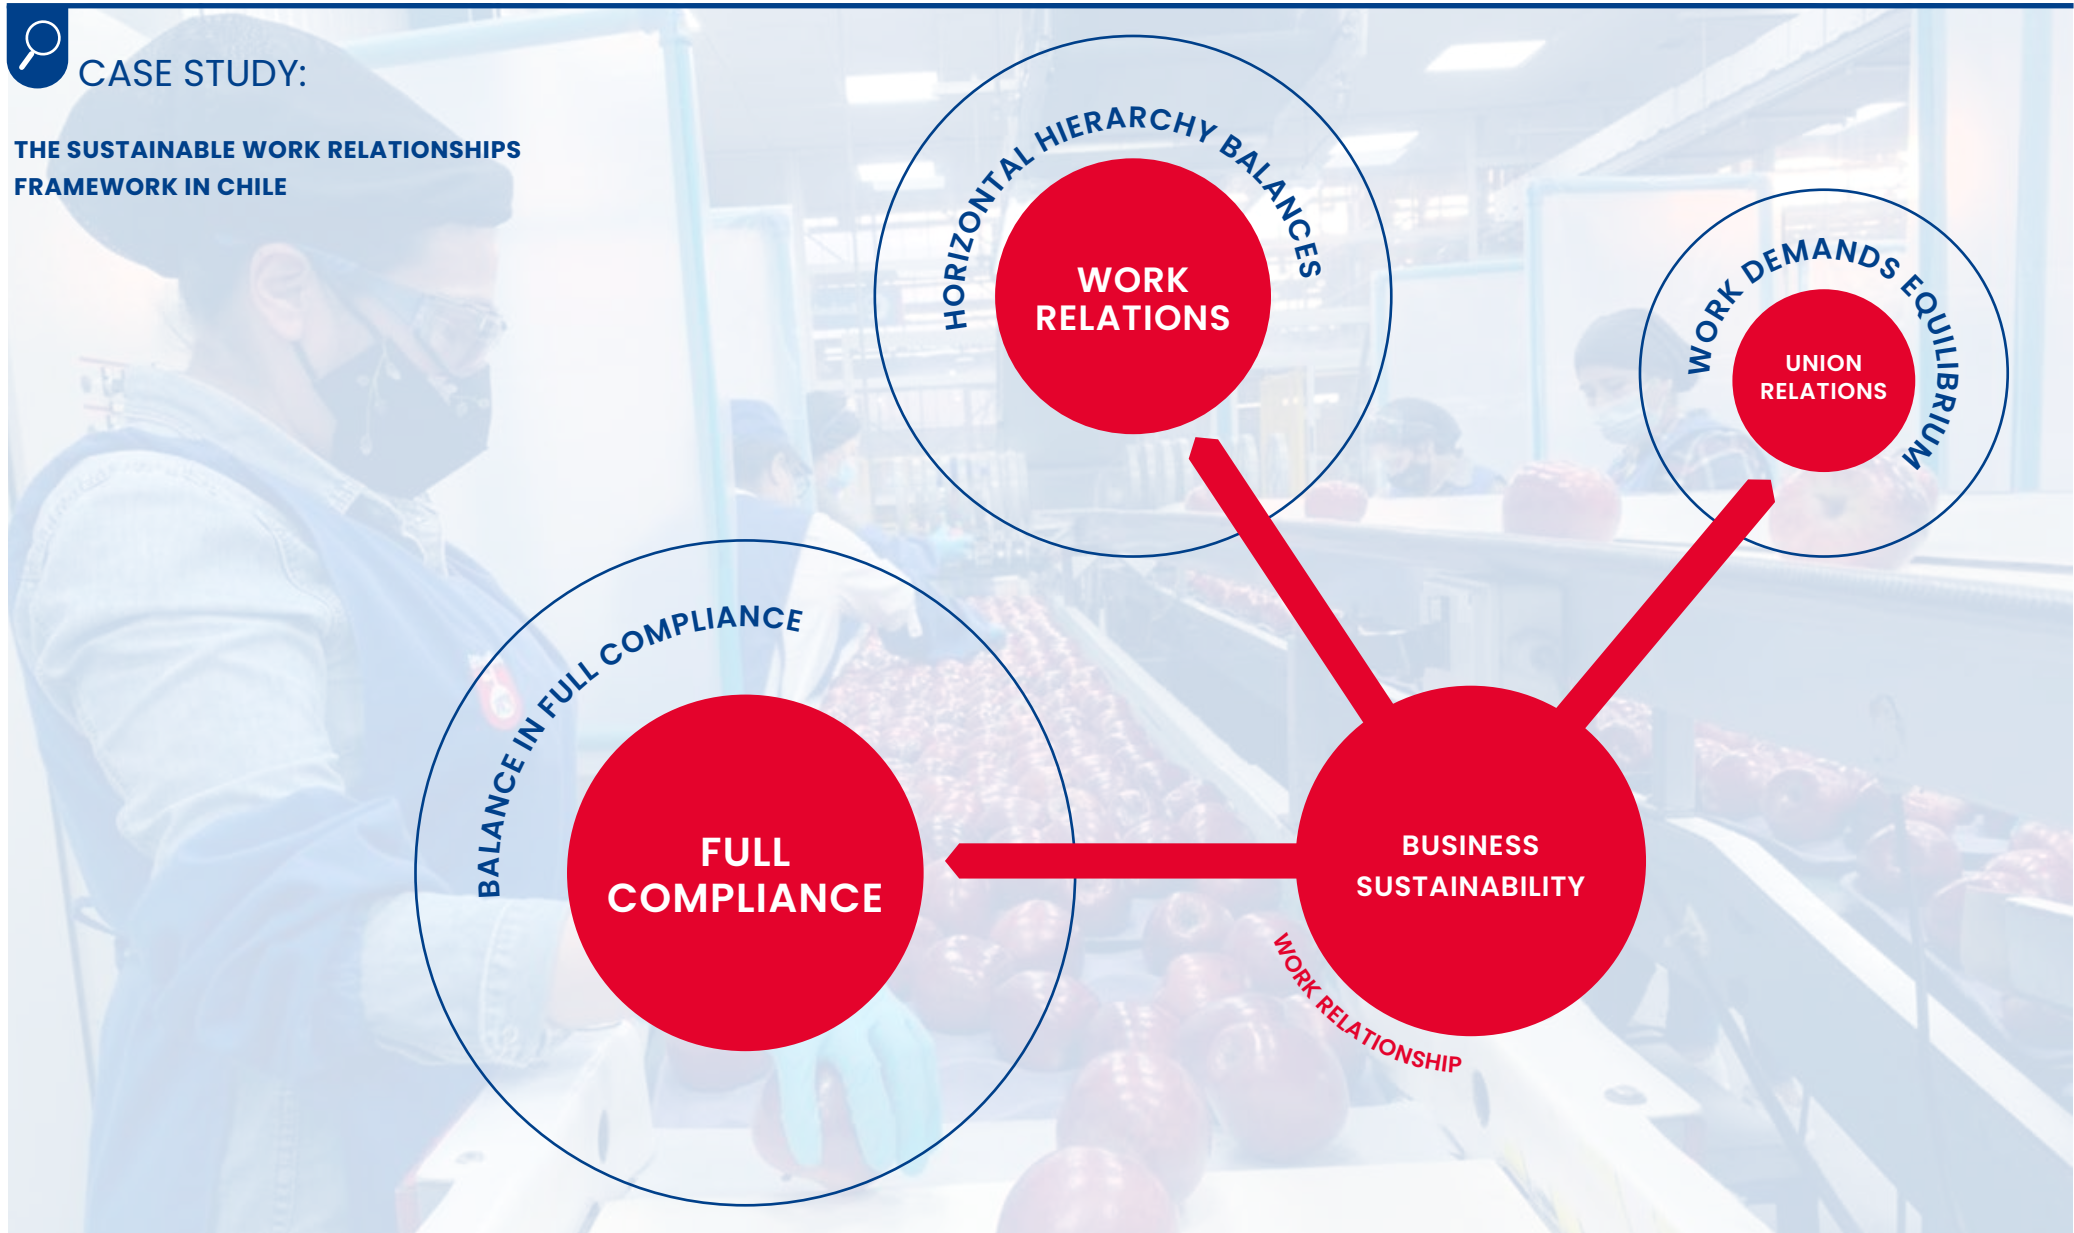 CASE STUDY:
THE SUSTAINABLE WORK RELATIONSHIPS
FRAMEWORK IN CHILE
HORIZONTAL HIERARCHY BALANCES
WORK
RELATIONS
WORK DEMANDS EQUILIBRIUM
UNION
RELATIONS
BALANCE IN FULL COMPLIANCE
FULL
COMPLIANCE
BUSINESS
SUSTAINABILITY
WORK RELATIONSHIP